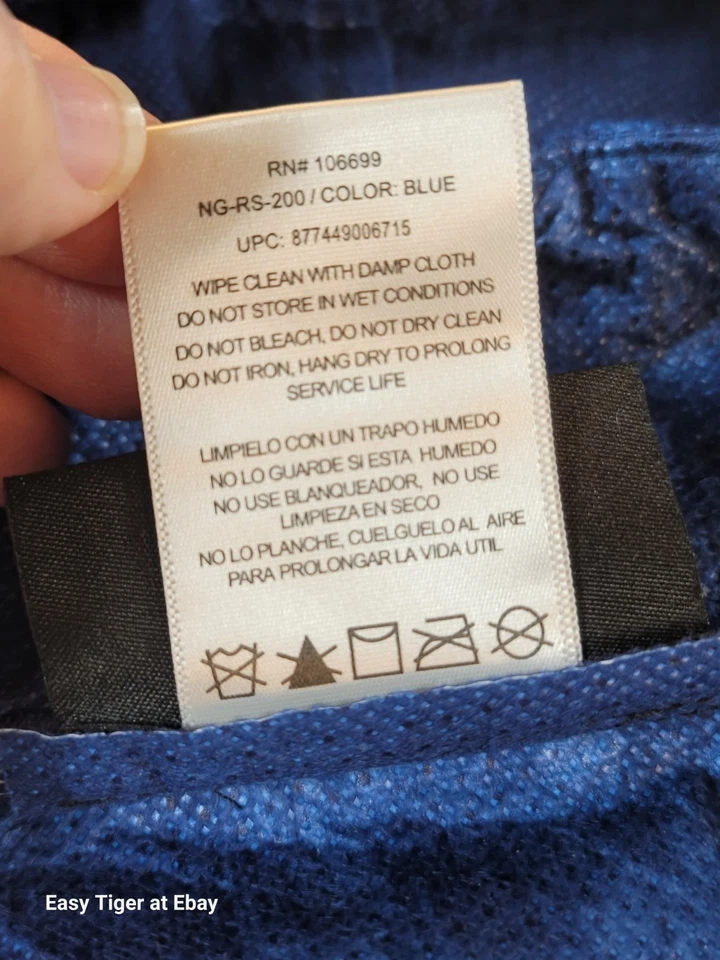 RN# 106699
NG-RS-200 / COLOR: BLUE
UPC: 877449006715
WIPE CLEAN WITH DAMP CLOTH
DO NOT STORE IN WET CONDITIONS
DO NOT BLEACH, DO NOT DRY CLEAN
DO NOT IRON, HANG DRY TO PROLONG
SERVICE LIFE
LIMPIELO CON UN TRAPO HUMEDO
NO LO GUARDE SI ESTA HUMEDO
NO USE BLANQUEADOR, NO USE
LIMPIEZA EN SECO
NO LO PLANCHE, CUELGUELO AL AIRE
PARA PROLONGAR LA VIDA UTIL
Easy Tiger at Ebay